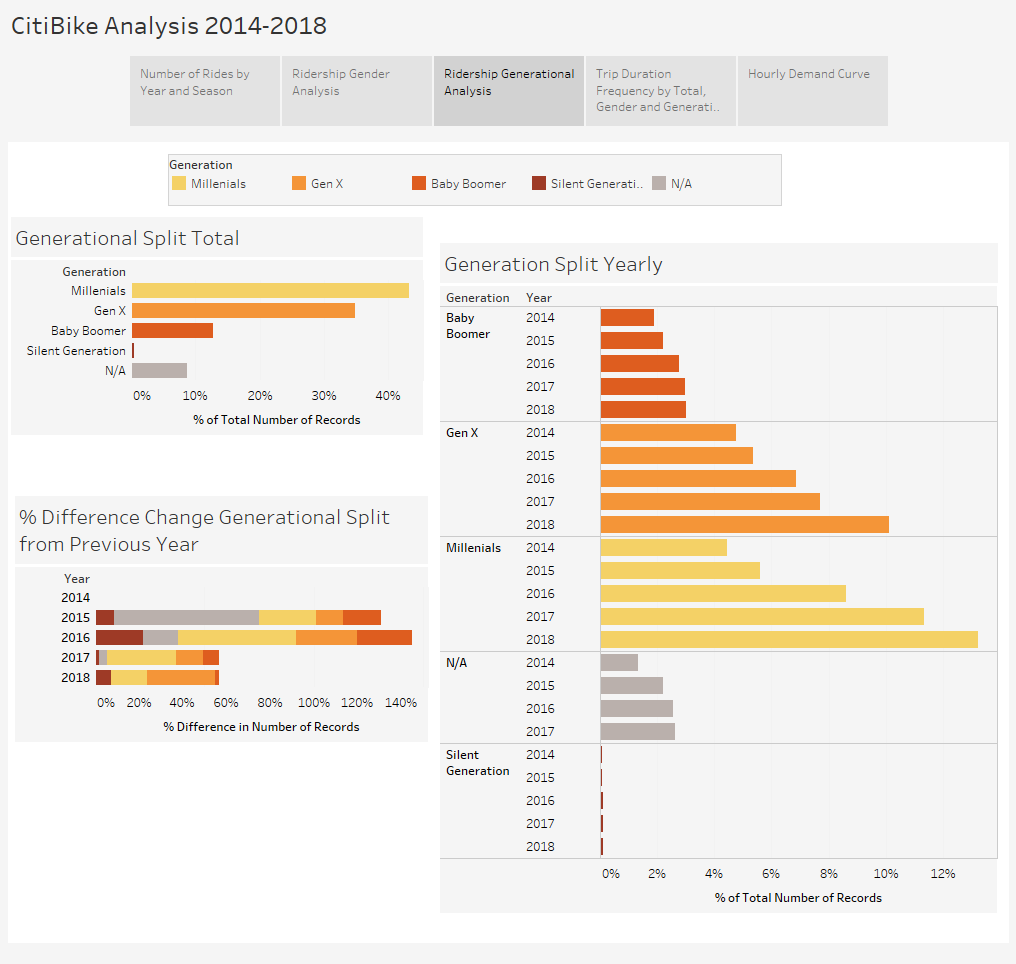 CitiBike Analysis 2014-2018
Number of Rides by
Year and Season
Ridership Gender
Analysis
Ridership Generational
Analysis
Trip Duration
Frequency by Total,
Gender and Generati..
Hourly Demand Curve
Generation
Millenials
Gen X
Baby Boomer
Silent Generati..
N/A
Generational Split Total
Generation
Millenials
Gen X
Baby Boomer
Silent Generation
N/A
0% 10% 20% 30% 40%
% of Total Number of Records
% Difference Change Generational Split
from Previous Year
Year
2014
2015
2016
2017
2018
0% 20% 40% 60% 80% 100% 120% 140%
% Difference in Number of Records
Generation Split Yearly
Generation Year
Baby
Boomer
2014
2015
2016
2017
2018
Gen X
2014
2015
2016
2017
2018
Millenials
2014
2015
2016
2017
2018
N/A
2014
2015
2016
2017
Silent
Generation
2014
2015
2016
2017
2018
0% 2% 4% 6% 8% 10% 12%
% of Total Number of Records